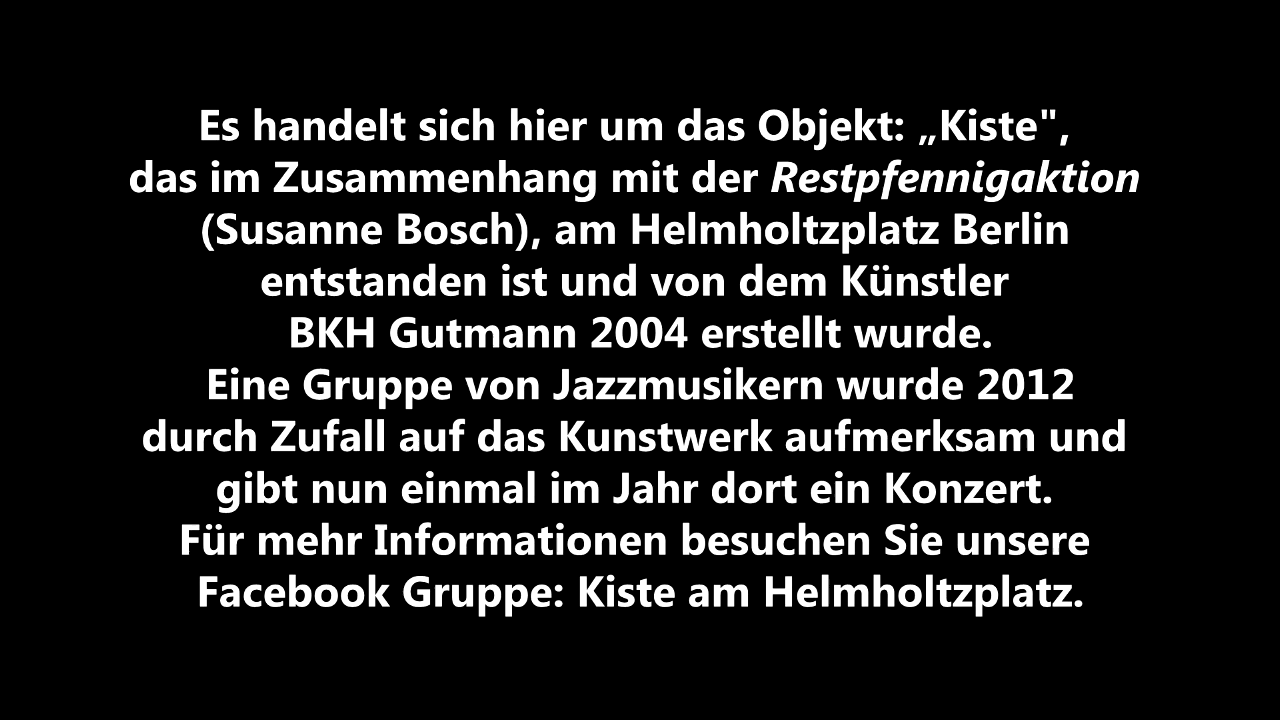 Es handelt sich hier um das Objekt: „Kiste",
das im Zusammenhang mit der Restpfennigaktion
(Susanne Bosch), am Helmholtzplatz Berlin
entstanden ist und von dem Künstler
BKH Gutmann 2004 erstellt wurde.
Eine Gruppe von Jazzmusikern wurde 2012
durch Zufall auf das Kunstwerk aufmerksam und
gibt nun einmal im Jahr dort ein Konzert.
Für mehr Informationen besuchen Sie unsere
Facebook Gruppe: Kiste am Helmholtzplatz.